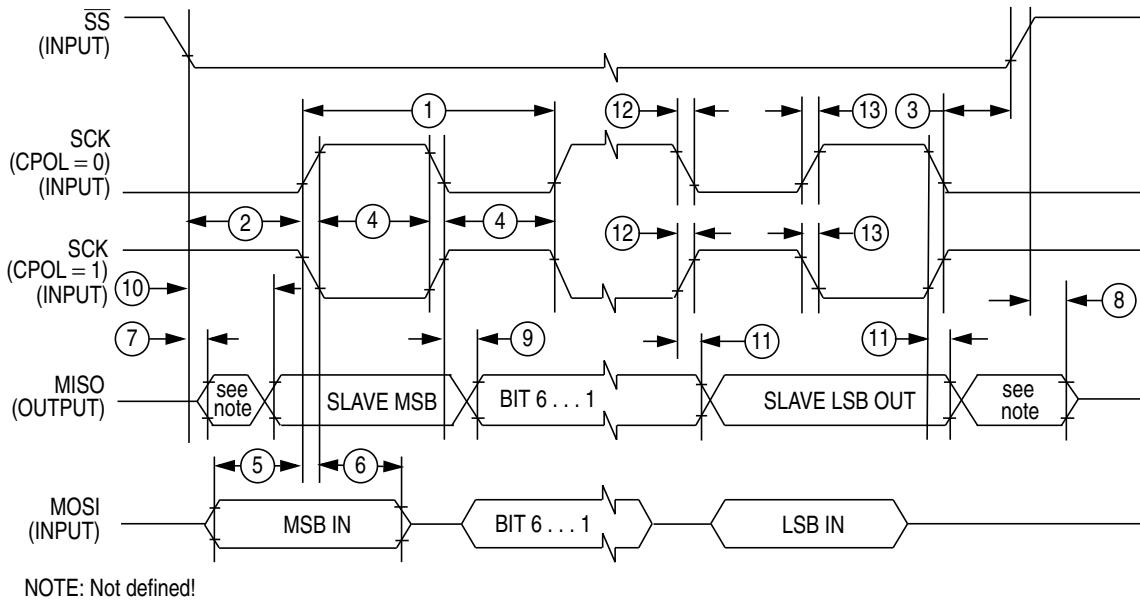 SS
(INPUT)
1
12
13
3
SCK
(CPOL = 0)
(INPUT)
2
4
4
12
13
SCK
(CPOL = 1)
(INPUT)
10
8
7
9
11
11
MISO
(OUTPUT)
see
note
SLAVE MSB
BIT 6 . . . 1
SLAVE LSB OUT
see
note
5
6
MOSI
(INPUT)
MSB IN
BIT 6 . . . 1
LSB IN
NOTE: Not defined!